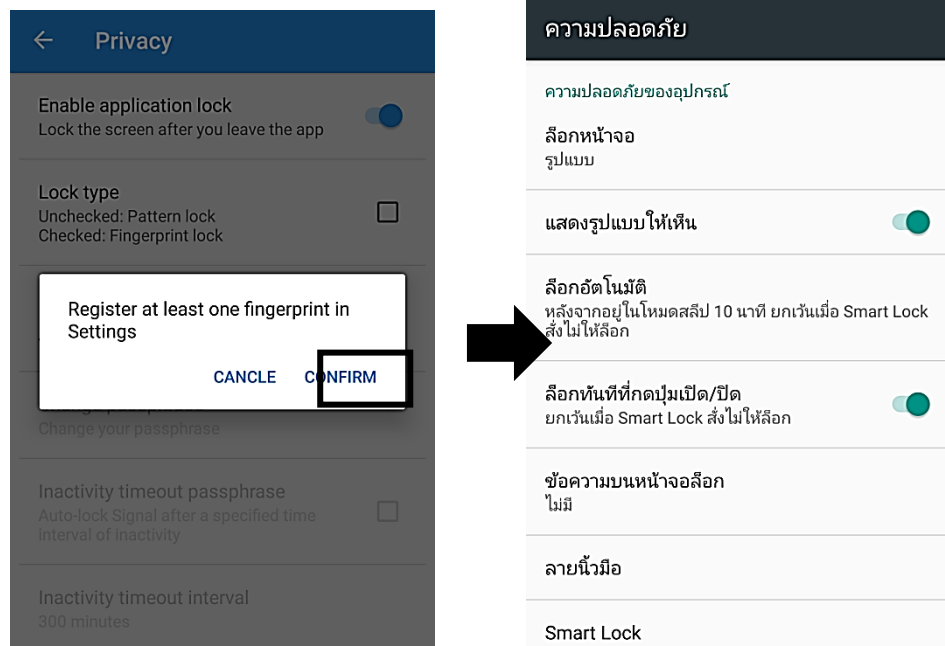 Privacy
Enable application lock
Lock the screen after you leave the app
Lock type
Unchecked: Pattern lock
Checked: Fingerprint lock
Register at least one fingerprint in
Settings
CANCLE CONFIRM
Change your passphrase
Inactivity timeout passphrase
Auto-lock Signal after a specified time
interval of inactivity
Inactivity timeout interval
300 minutes
ความปลอดภัย
ความปลอดภัยของอุปกรณ์
ล็อกหน้าจอ
รูปแบบ
แสดงรูปแบบให้เห็น
ล็อกอัตโนมัติ
หลังจากอยู่ในโหมดสลีป 10 นาที ยกเว้นเมื่อ Smart Lock
สั่งไม่ให้ล็อก
ล็อกทันทีที่กดปุ่มเปิด/ปิด
ยกเว้นเมื่อ Smart Lock สั่งไม่ให้ล็อก
ข้อความบนหน้าจอล็อก
ไม่มี
ลายนิ้วมือ
Smart Lock